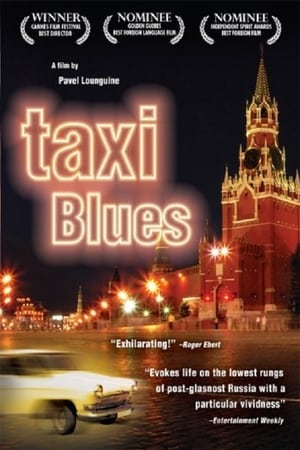 WINNER
CANNES FILM FESTIVAL
BEST DIRECTOR
NOMINEE
GOLDEN GLOBES
BEST FOREIGN LANGUAGE FILM
NOMINEE
INDEPENDENT SPIRIT AWARDS
BEST FOREIGN FILM
A film by
Pavel Lounguine
taxi
Blues
"Exhilarating!" –Roger Ebert
"Evokes life on the lowest rungs
of post-glasnost Russia with a
particular vividness"
–Entertainment Weekly